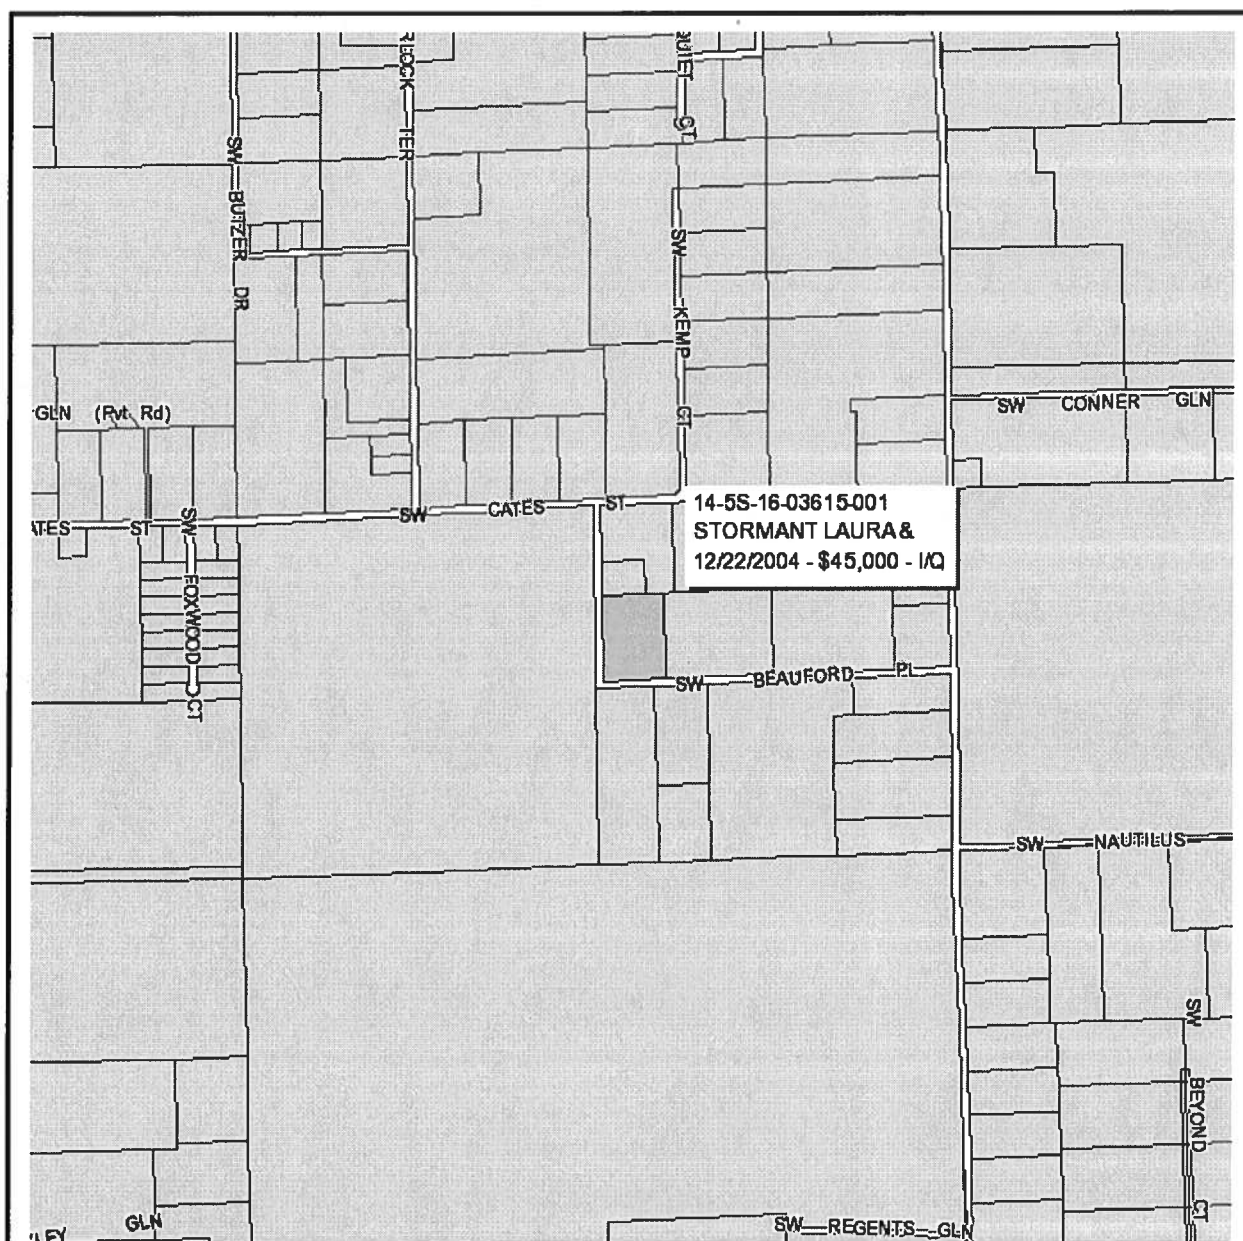 RLOCK TER
QUIET CT
SW BUTZER DR
SW KEMP CT
GLN (Pvt. Rd)
SW CONNER GLN
SW CATES ST
14-5S-16-03615-001
STORMANT LAURA &
12/22/2004 - $45,000 - I/Q
ATES ST
SW FOXWOOD CT
SW BEAUFORD PL
SW NAUTILUS
SW BEYOND CT
LEY GLN
SW REGENTS GLN